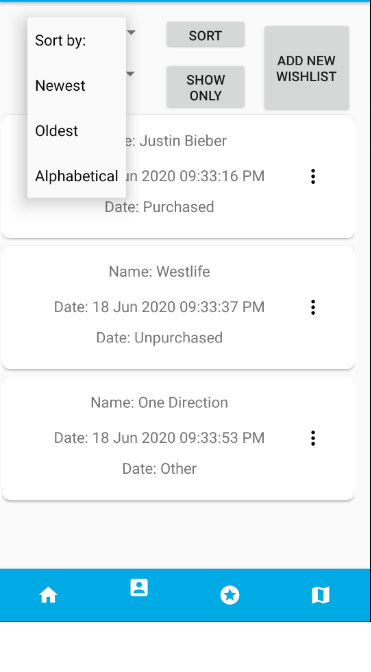 Sort by:
SORT
Newest
SHOW
ONLY
ADD NEW
WISHLIST
Oldest
Alphabetical
e: Justin Bieber
un 2020 09:33:16 PM
Date: Purchased
Name: Westlife
Date: 18 Jun 2020 09:33:37 PM
Date: Unpurchased
Name: One Direction
Date: 18 Jun 2020 09:33:53 PM
Date: Other